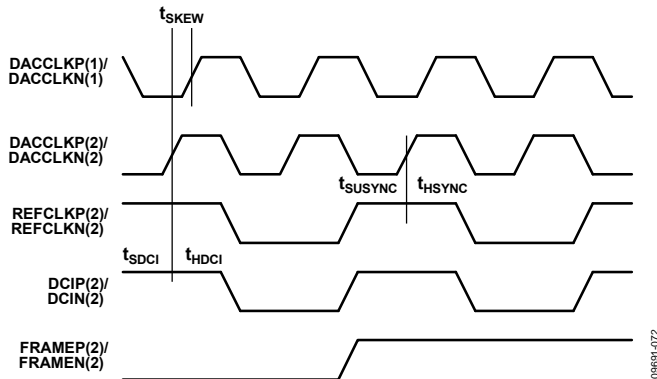 tSKEW
DACCLKP(1)/
DACCLKN(1)
DACCLKP(2)/
DACCLKN(2)
tSUSYNC tHSYNC
REFCLKP(2)/
REFCLKN(2)
tSDCI tHDCI
DCIP(2)/
DCIN(2)
FRAMEP(2)/
FRAMEN(2)
09691-072